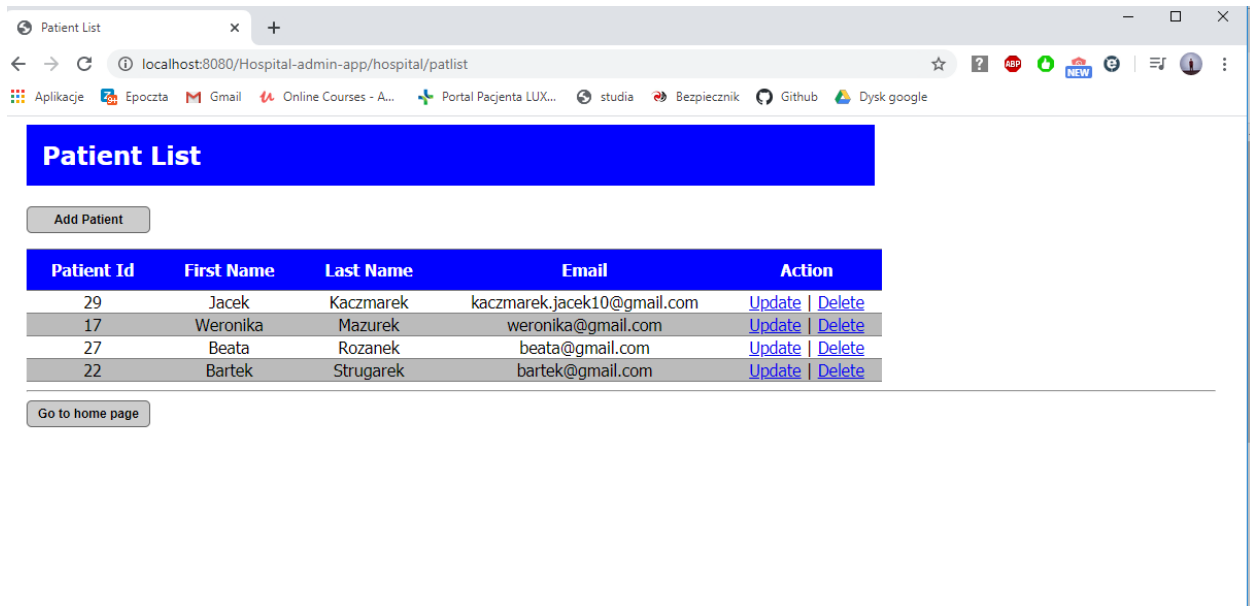 Patient List
localhost:8080/Hospital-admin-app/hospital/patlist
? ABP NEW
Aplikacje Epoczta Gmail Online Courses - A... Portal Pacjenta LUX... studia Bezpiecznik Github Dysk google
Patient List
Add Patient
Patient Id First Name Last Name Email Action
29 Jacek Kaczmarek kaczmarek.jacek10@gmail.com Update | Delete
17 Weronika Mazurek weronika@gmail.com Update | Delete
27 Beata Rozanek beata@gmail.com Update | Delete
22 Bartek Strugarek bartek@gmail.com Update | Delete
Go to home page